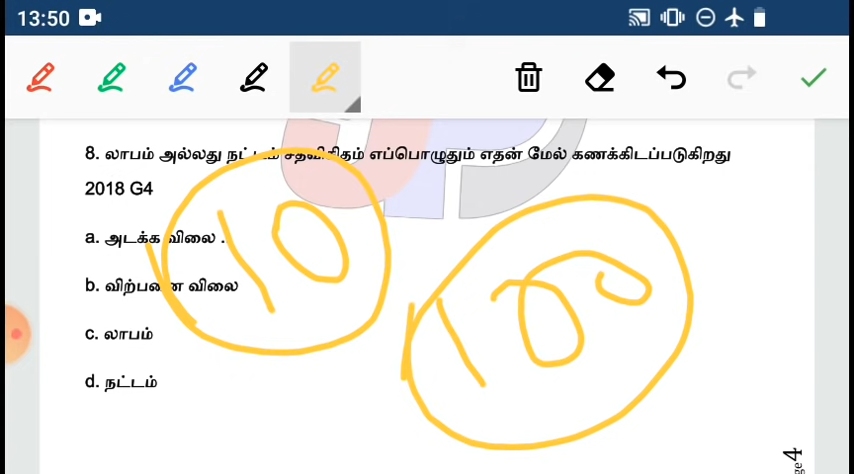 13:50
8. லாபம் அல்லது நட்டம் சதவிகிதம் எப்பொழுதும் எதன் மேல் கணக்கிடப்படுகிறது
2018 G4
a. அடக்க விலை .
b. விற்பனை விலை
c. லாபம்
d. நட்டம்
10
100
4